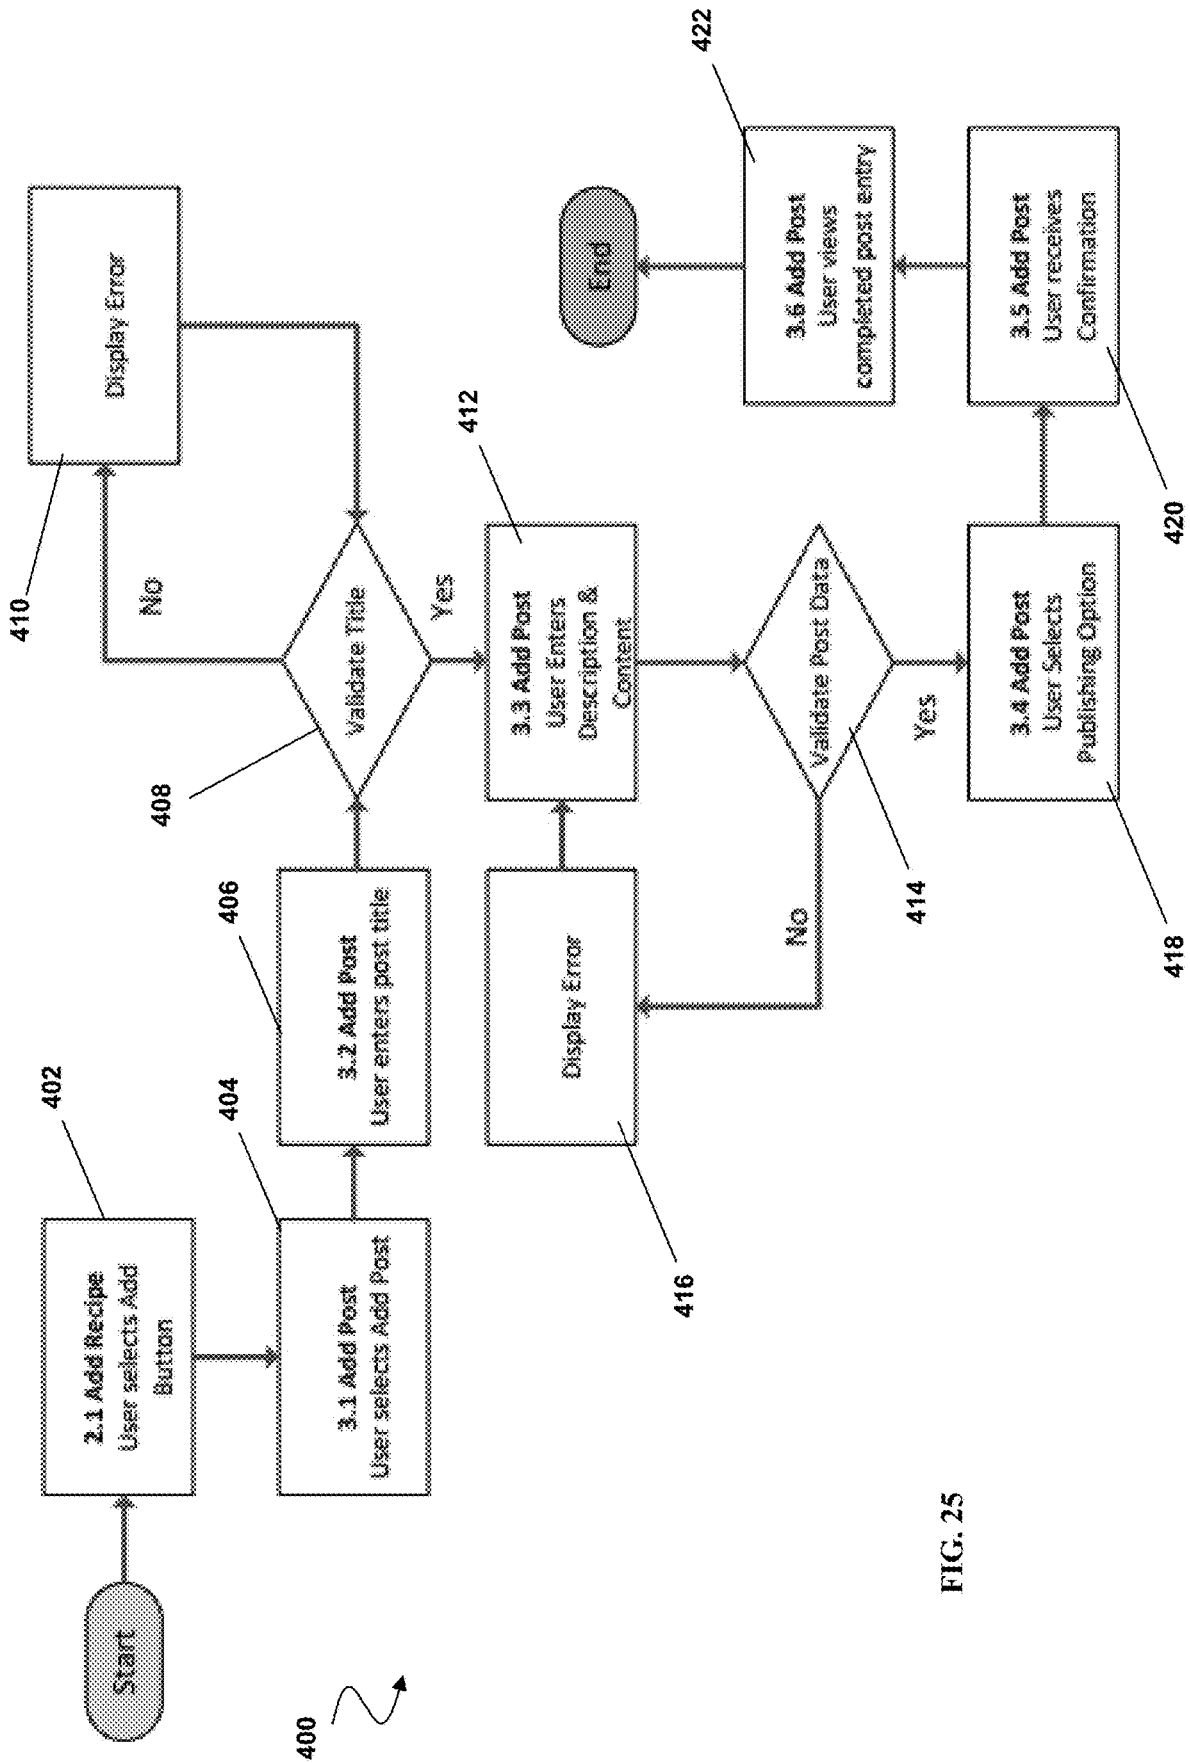 400
Start
402
2.1 Add Recipe
User selects Add
Button
404
3.1 Add Post
User selects Add Post
406
3.2 Add Post
User enters post title
408
Validate Title
No
410
Display Error
Yes
412
3.3 Add Post
User Enters
Description &
Content
414
Validate Post Data
No
416
Display Error
Yes
418
3.4 Add Post
User Selects
Publishing Option
420
3.5 Add Post
User receives
Confirmation
422
3.6 Add Post
User views
completed post entry
End
FIG. 25